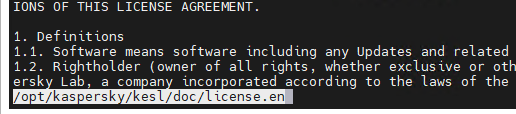 IONS OF THIS LICENSE AGREEMENT.
1. Definitions
1.1. Software means software including any Updates and related
1.2. Rightholder (owner of all rights, whether exclusive or oth
ersky Lab, a company incorporated according to the laws of the
/opt/kaspersky/kesl/doc/license.en